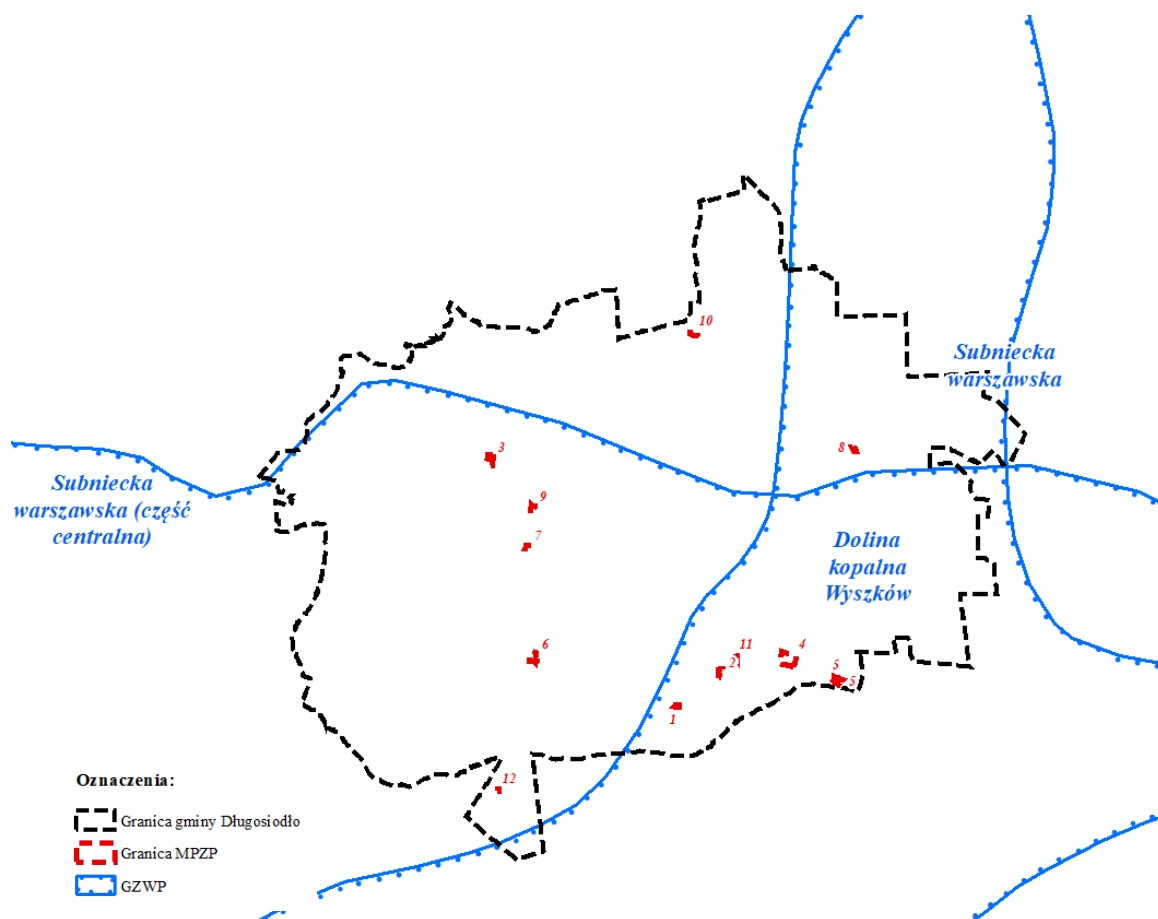 10
Subniecka
warszawska
3
8
Subniecka
warszawska (część
centralna)
9
7
Dolina
kopalna
Wyszków
6
11
4
2
5
5
1
12
Oznaczenia:
Granica gminy Długosiodło
Granica MPZP
GZWP